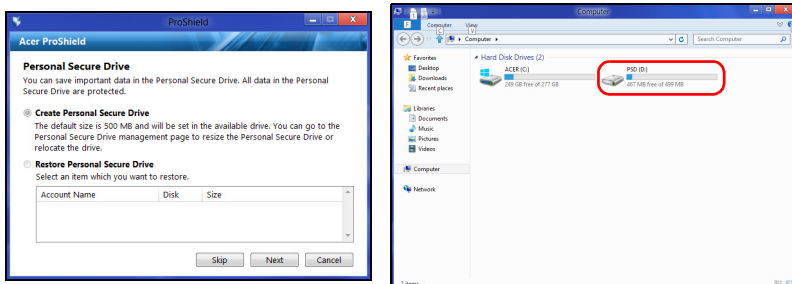 ProShield
Acer ProShield
Personal Secure Drive
You can save important data in the Personal Secure Drive. All data in the Personal
Secure Drive are protected.
Create Personal Secure Drive
The default size is 500 MB and will be set in the available drive. You can go to the
Personal Secure Drive management page to resize the Personal Secure Drive or
relocate the drive.
Restore Personal Secure Drive
Select an item which you want to restore.
Account Name Disk Size
Skip Next Cancel
Computer
F Computer View
C V
Computer
Search Computer
Favorites
Desktop
Downloads
Recent places
Libraries
Documents
Music
Pictures
Videos
Computer
Network
Hard Disk Drives (2)
ACER (C:)
249 GB free of 277 GB
PSD (D:)
467 MB free of 499 MB